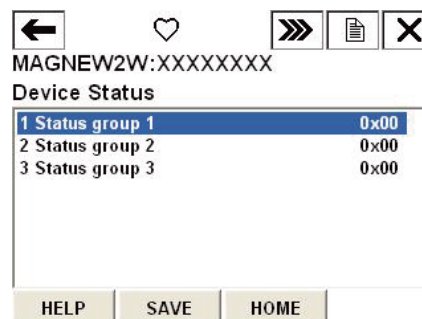 MAGNEW2W:XXXXXXXX
Device Status
1 Status group 1 0x00
2 Status group 2 0x00
3 Status group 3 0x00
HELP SAVE HOME